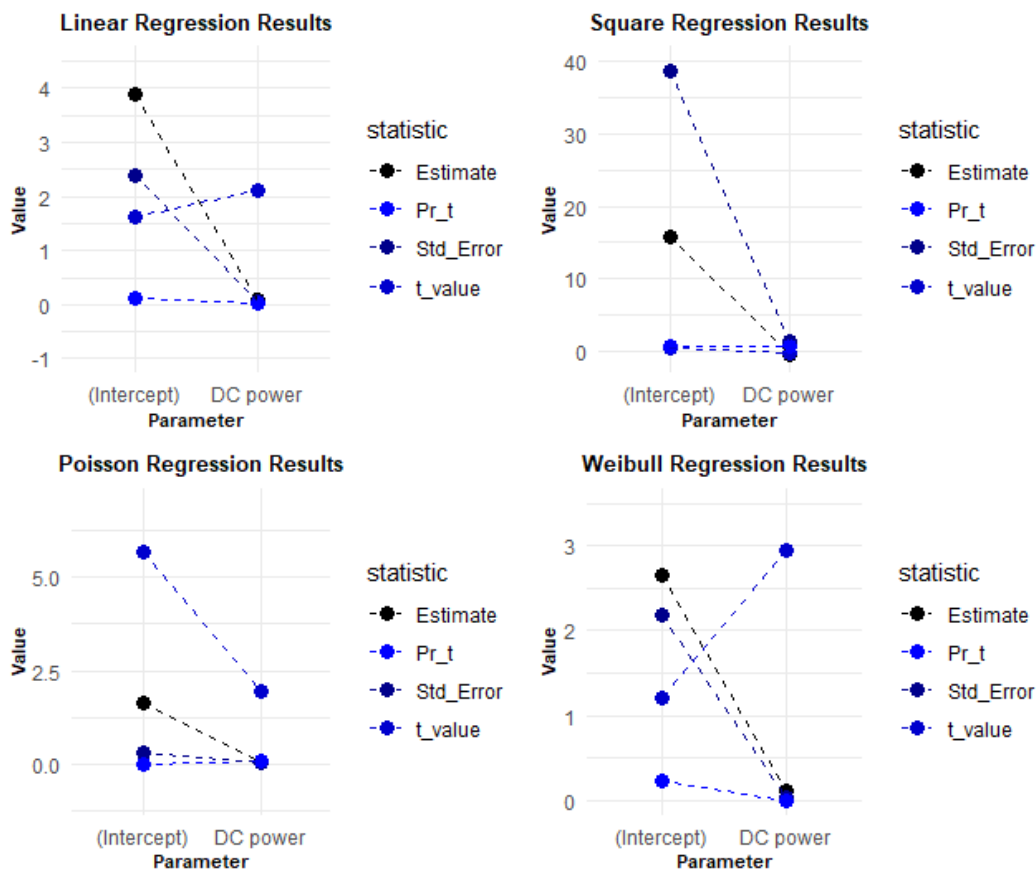 Linear Regression Results
4
3
2
1
0
-1
Value
(Intercept) DC power
Parameter
statistic
Estimate
Pr_t
Std_Error
t_value
Square Regression Results
40
30
20
10
0
Value
(Intercept) DC power
Parameter
statistic
Estimate
Pr_t
Std_Error
t_value
Poisson Regression Results
5.0
2.5
0.0
Value
(Intercept) DC power
Parameter
statistic
Estimate
Pr_t
Std_Error
t_value
Weibull Regression Results
3
2
1
0
Value
(Intercept) DC power
Parameter
statistic
Estimate
Pr_t
Std_Error
t_value